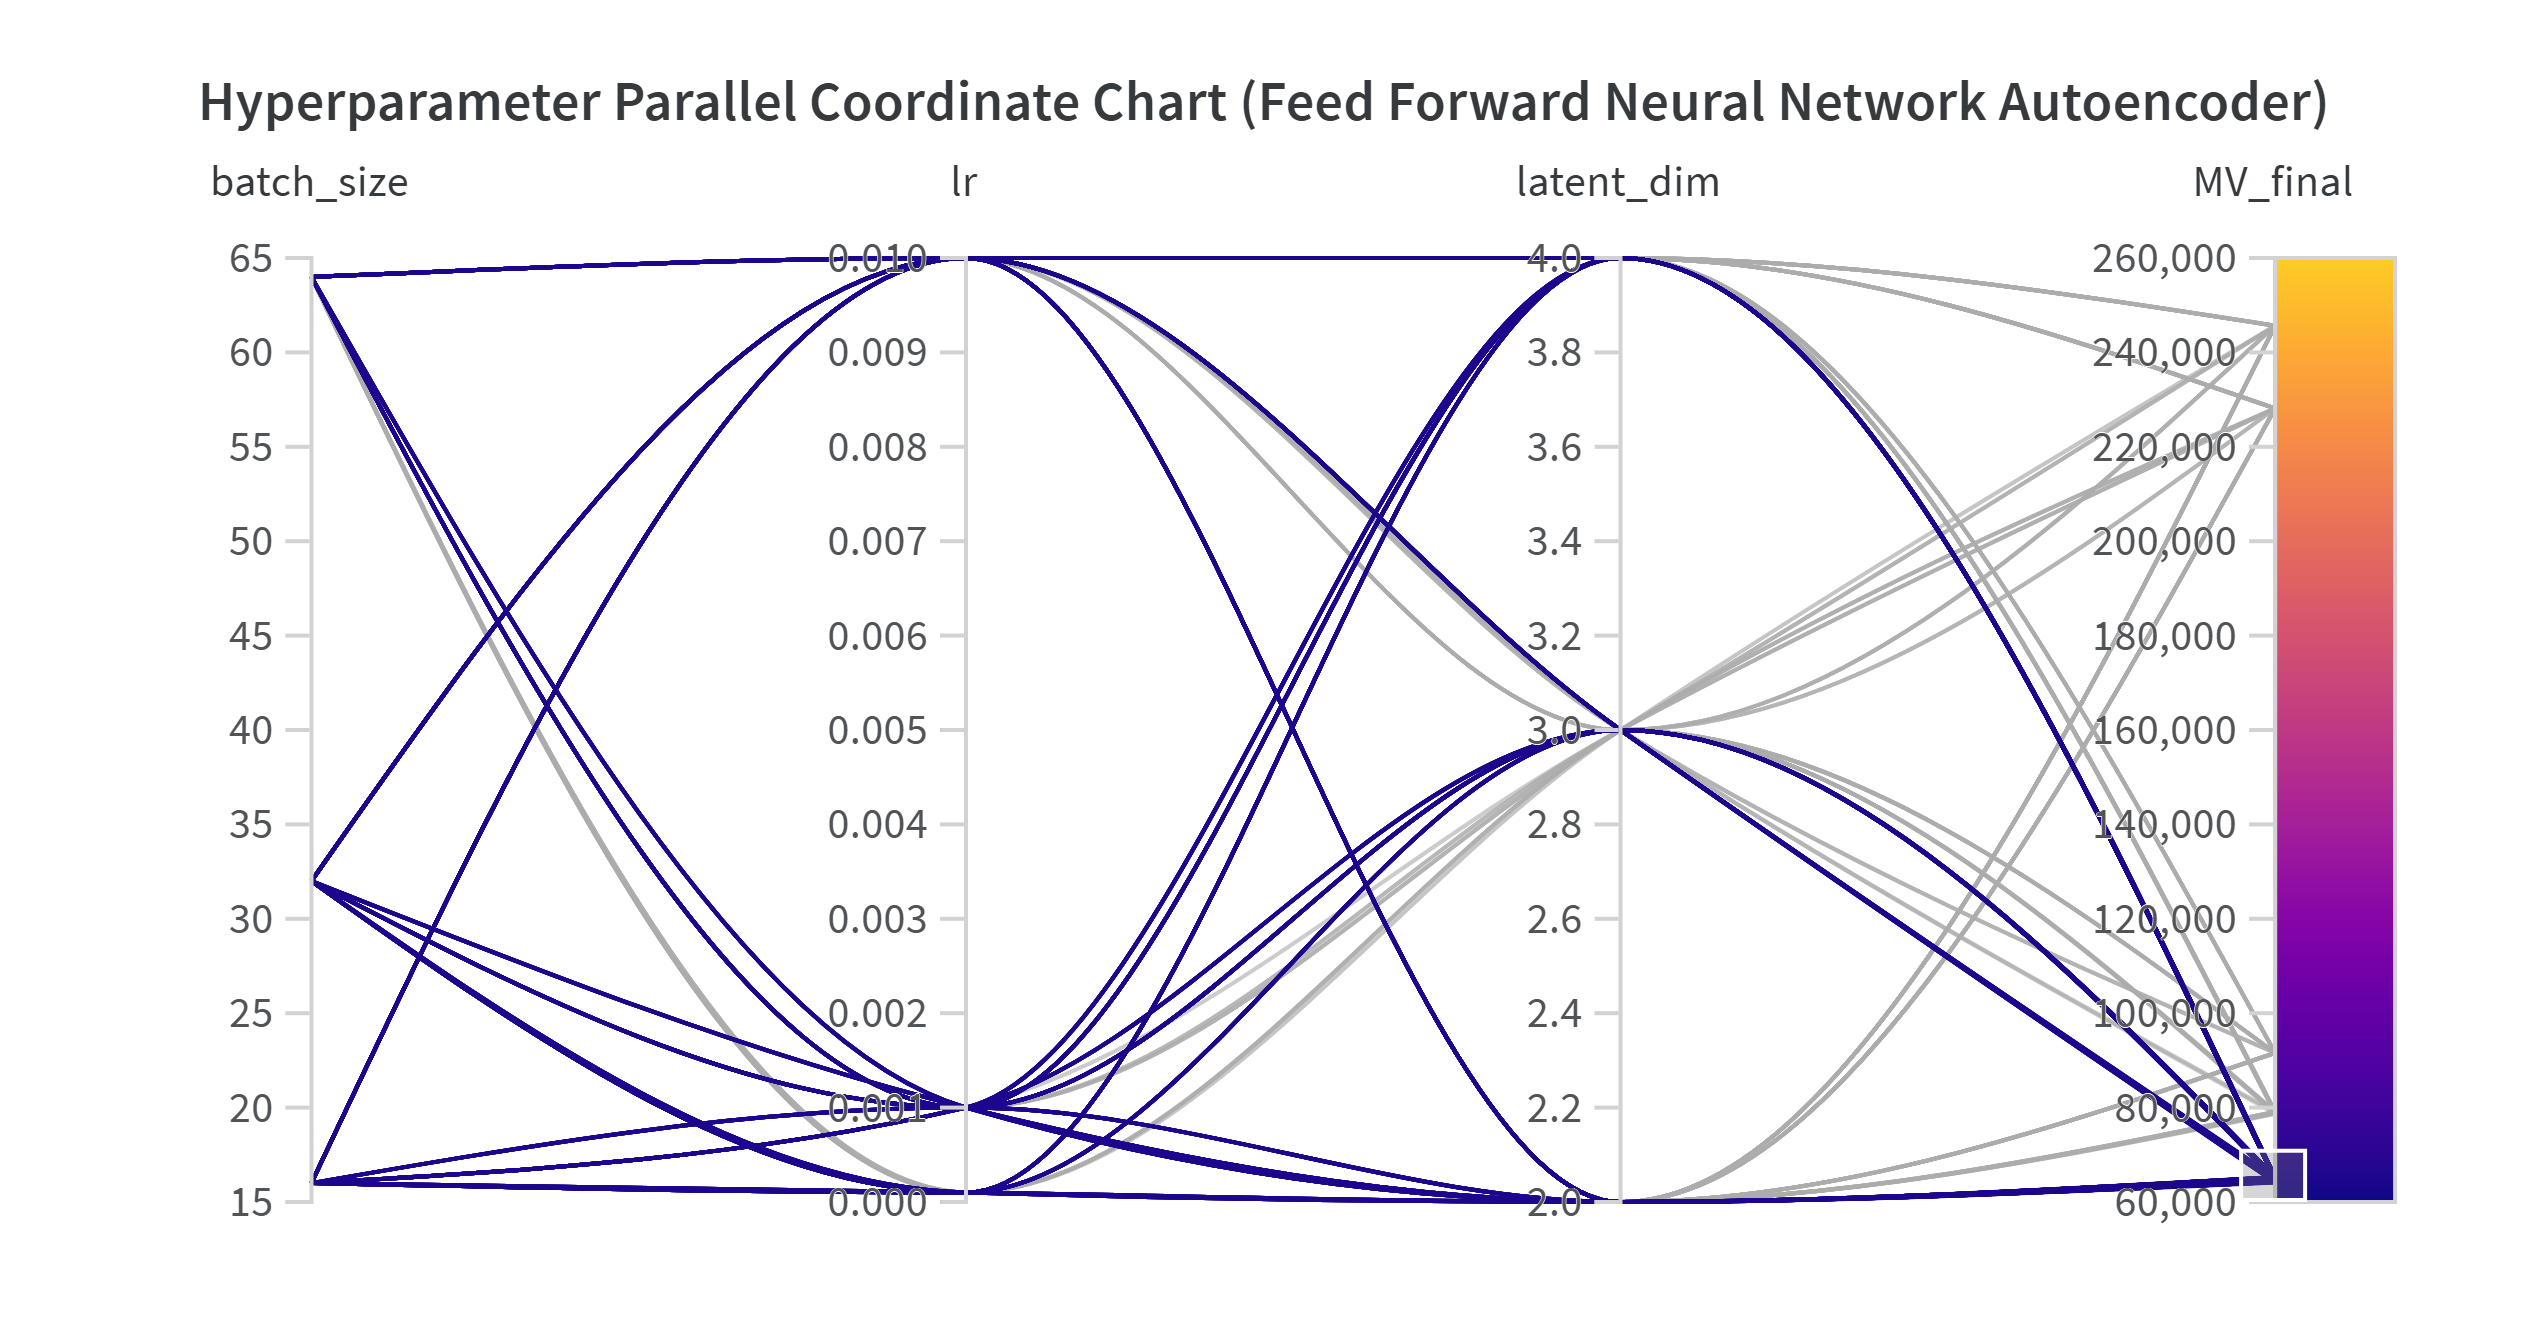 Hyperparameter Parallel Coordinate Chart (Feed Forward Neural Network Autoencoder)
batch_size lr latent_dim MV_final
65 0.010 4.0 260,000
60 0.009 3.8 240,000
55 0.008 3.6 220,000
50 0.007 3.4 200,000
45 0.006 3.2 180,000
40 0.005 3.0 160,000
35 0.004 2.8 140,000
30 0.003 2.6 120,000
25 0.002 2.4 100,000
20 0.001 2.2 80,000
15 0.000 2.0 60,000